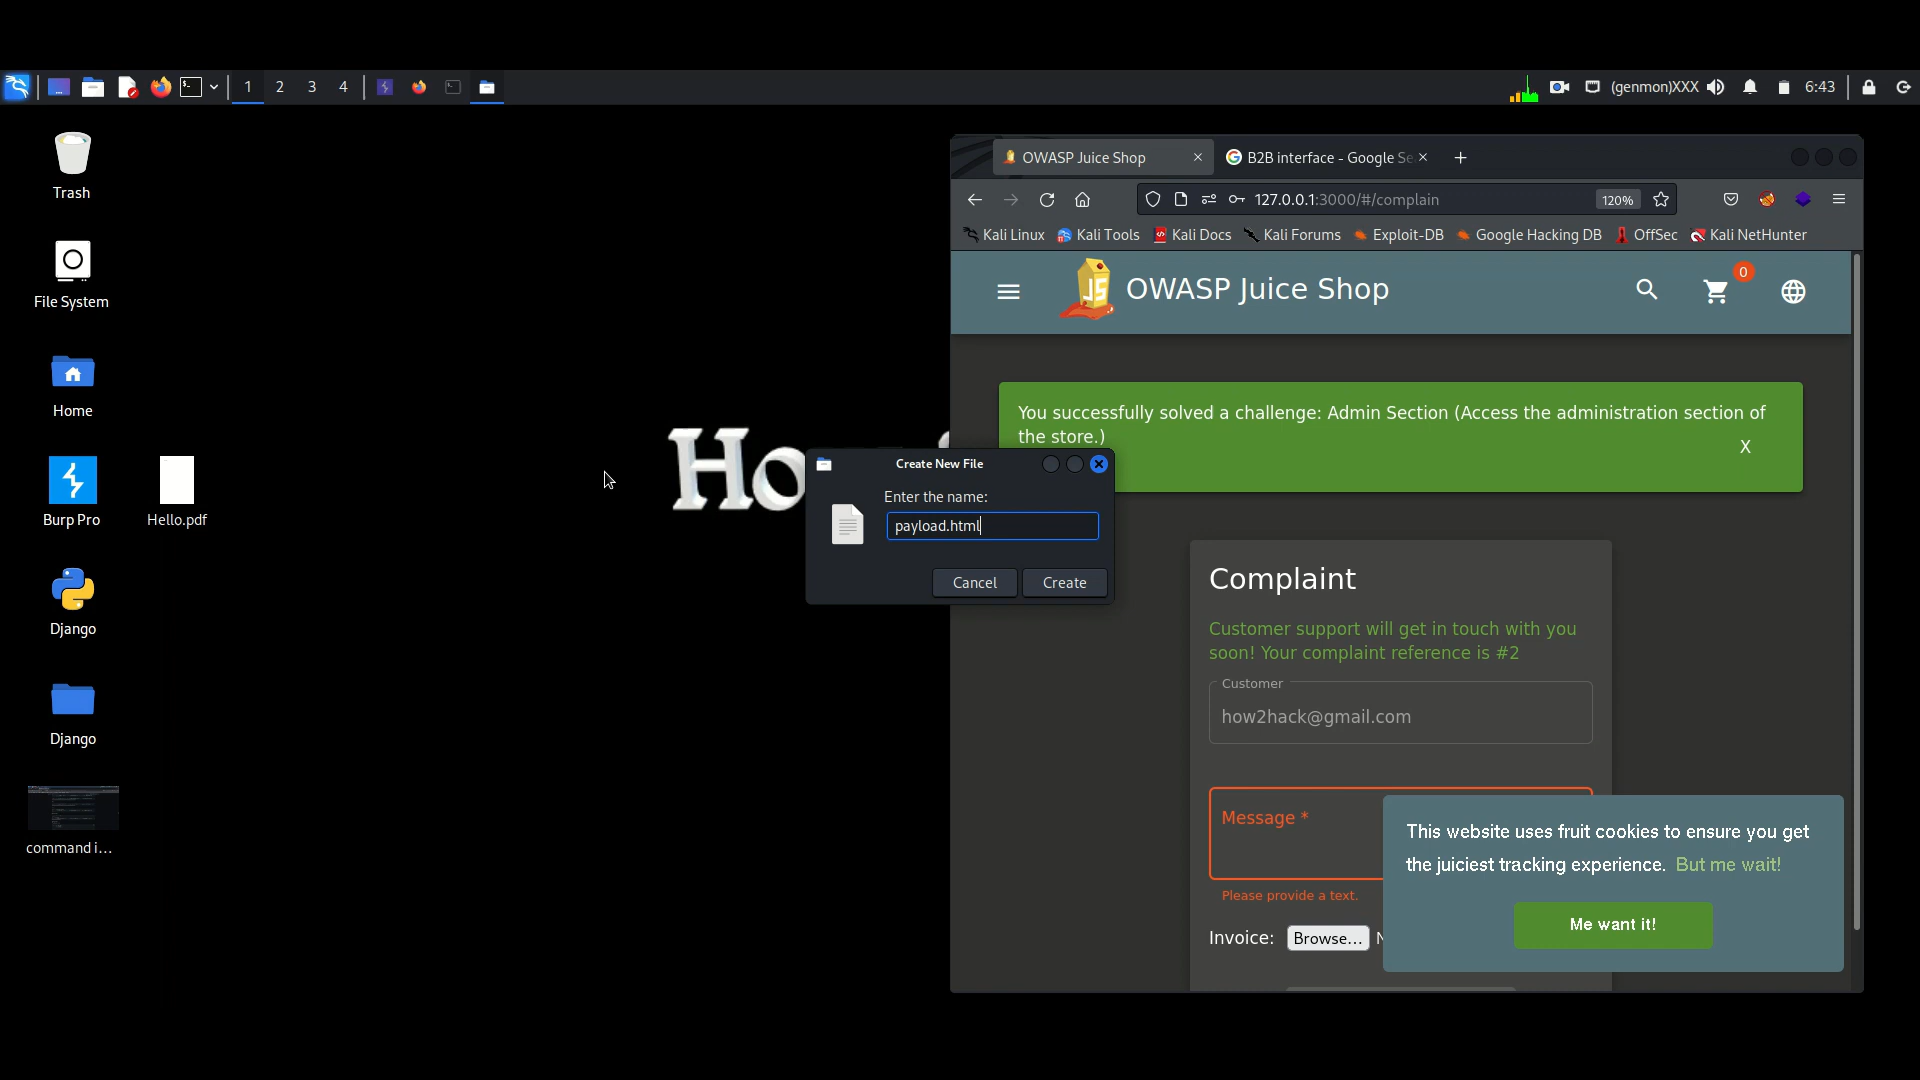 1 2 3 4
(genmon)XXX
6:43
Trash
File System
Home
Burp Pro
Hello.pdf
Django
Django
command i...
Ho
OWASP Juice Shop
B2B interface - Google Se
127.0.0.1:3000/#/complain
120%
Kali Linux Kali Tools Kali Docs Kali Forums Exploit-DB Google Hacking DB OffSec Kali NetHunter
JS
OWASP Juice Shop
0
You successfully solved a challenge: Admin Section (Access the administration section of
the store.)
X
Create New File
Enter the name:
payload.html
Cancel Create
Complaint
Customer support will get in touch with you
soon! Your complaint reference is #2
Customer
how2hack@gmail.com
Message *
Please provide a text.
Invoice: Browse...
This website uses fruit cookies to ensure you get
the juiciest tracking experience. But me wait!
Me want it!